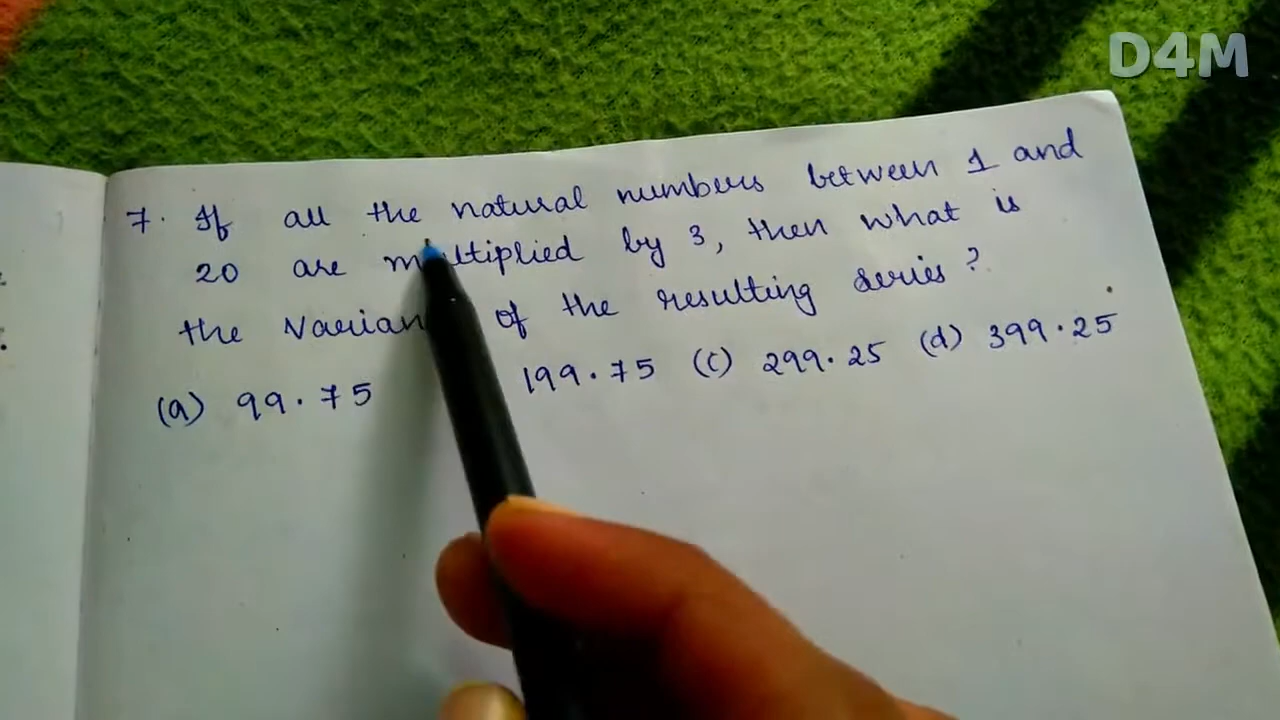 D4M
7. If all the natural numbers between 1 and
20 are multiplied by 3, then what is
the Varian of the resulting series?
(a) 99.75 199.75 (c) 299.25 (d) 399.25